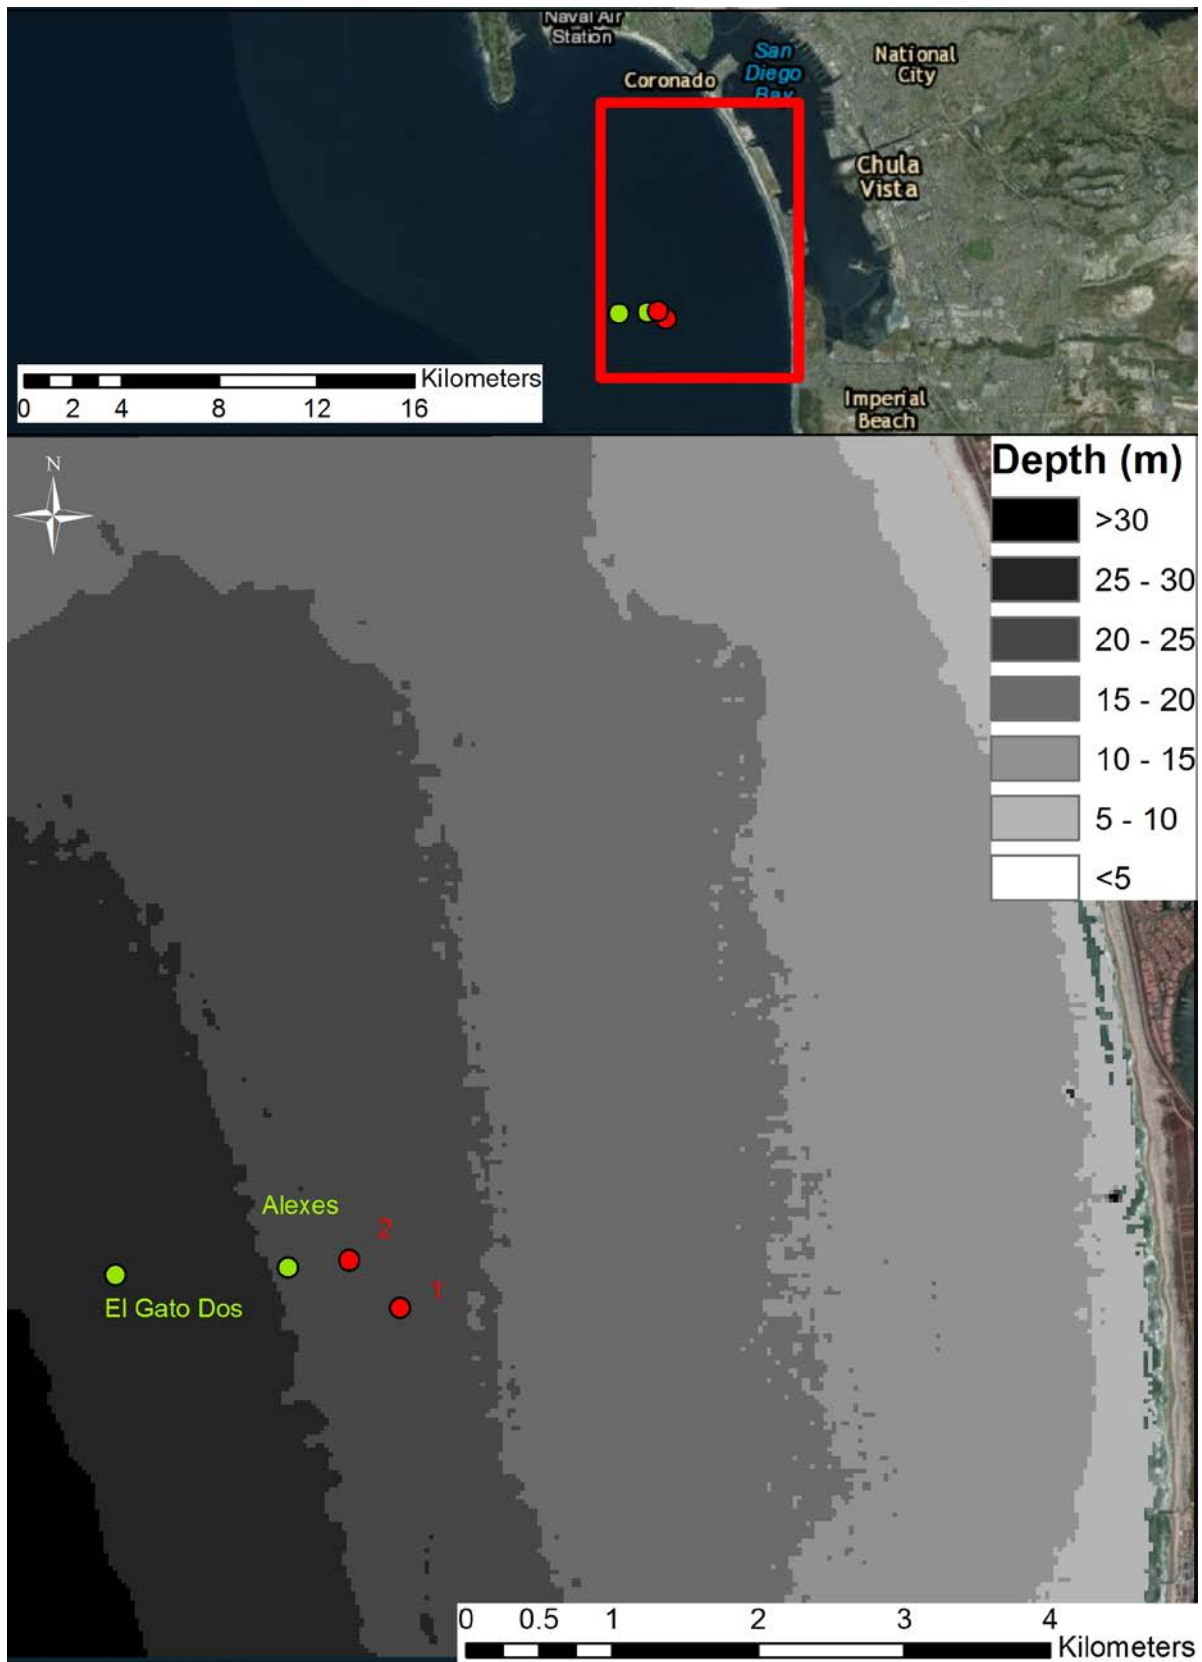 Naval Air
Station
San
Diego
Bay
National
City
Coronado
Chula
Vista
Imperial
Beach
Kilometers
0 2 4 8 12 16
N
Depth (m)
>30
25 - 30
20 - 25
15 - 20
10 - 15
5 - 10
<5
Alexes
2
1
El Gato Dos
0 0.5 1 2 3 4
Kilometers